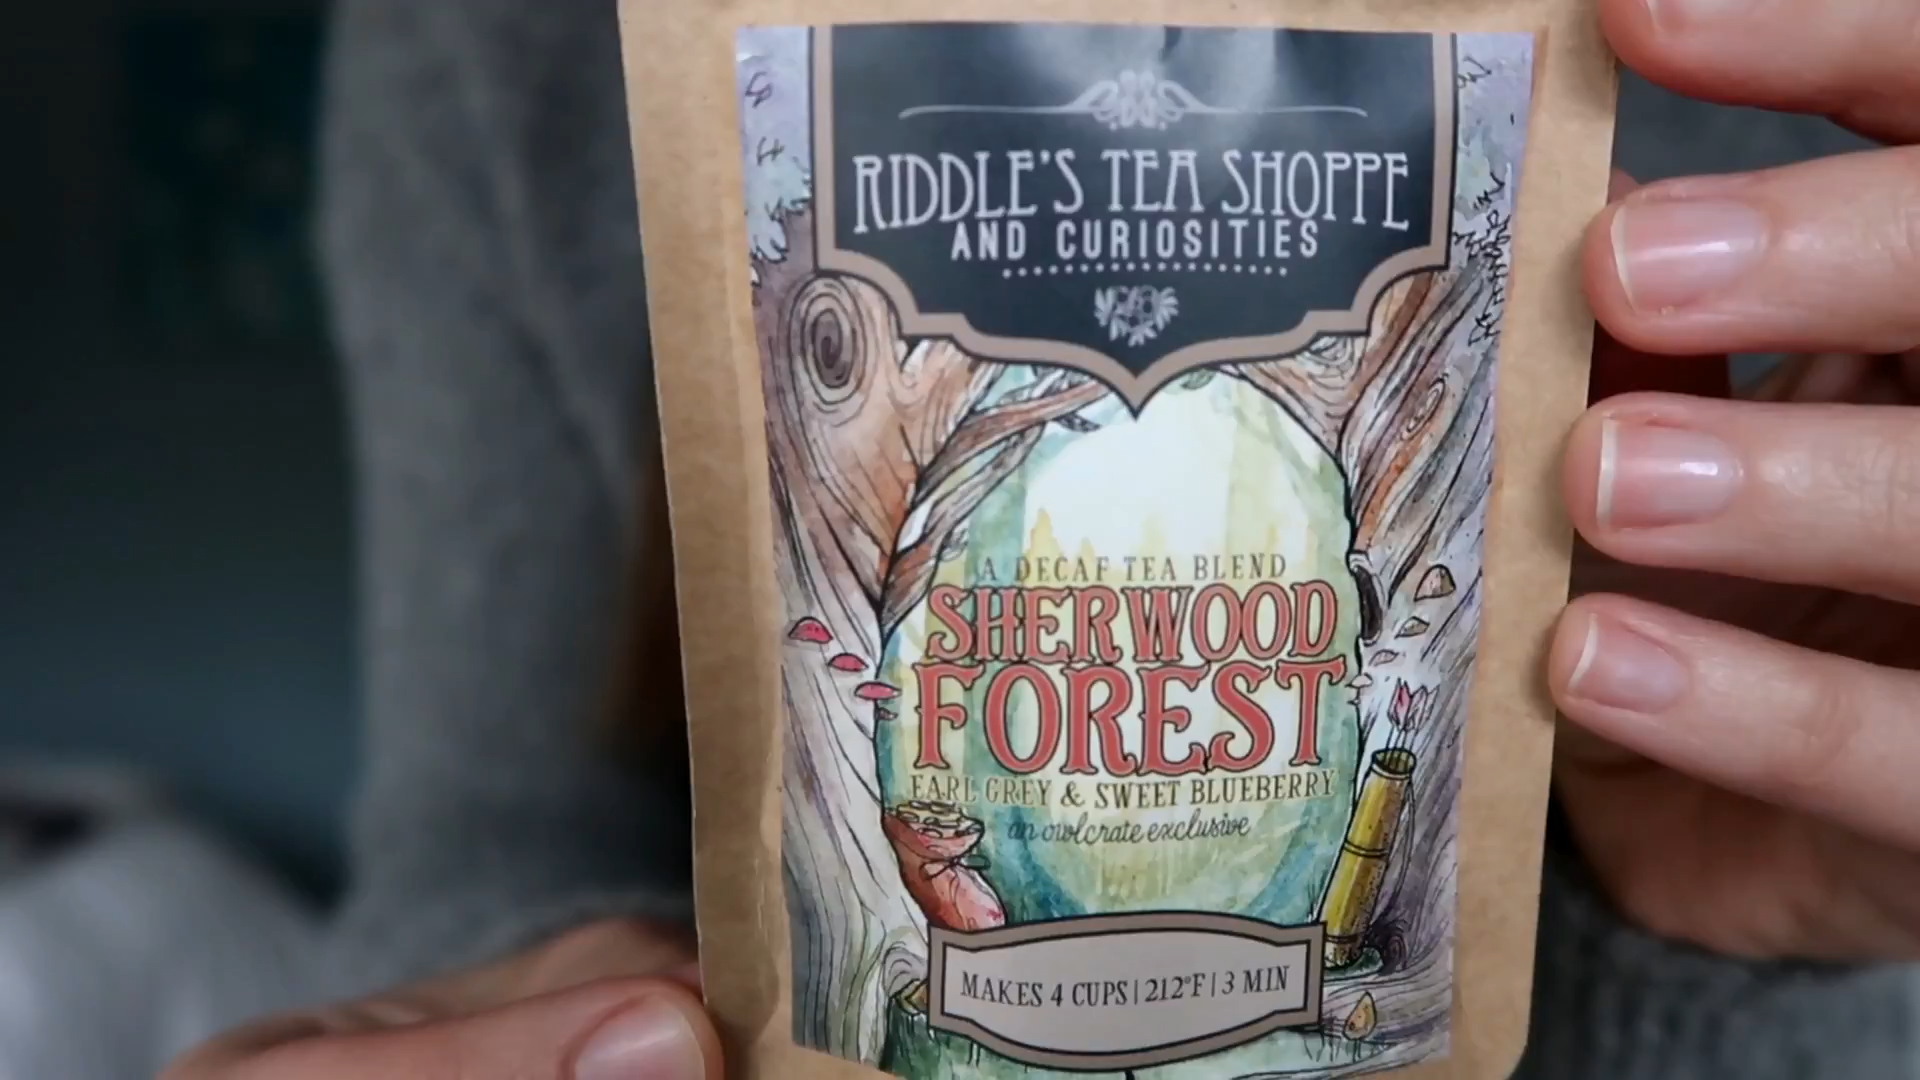 RIDDLE'S TEA SHOPPE
AND CURIOSITIES
A DECAF TEA BLEND
SHERWOOD
FOREST
EARL GREY & SWEET BLUEBERRY
an owlcrate exclusive
MAKES 4 CUPS | 212°F | 3 MIN